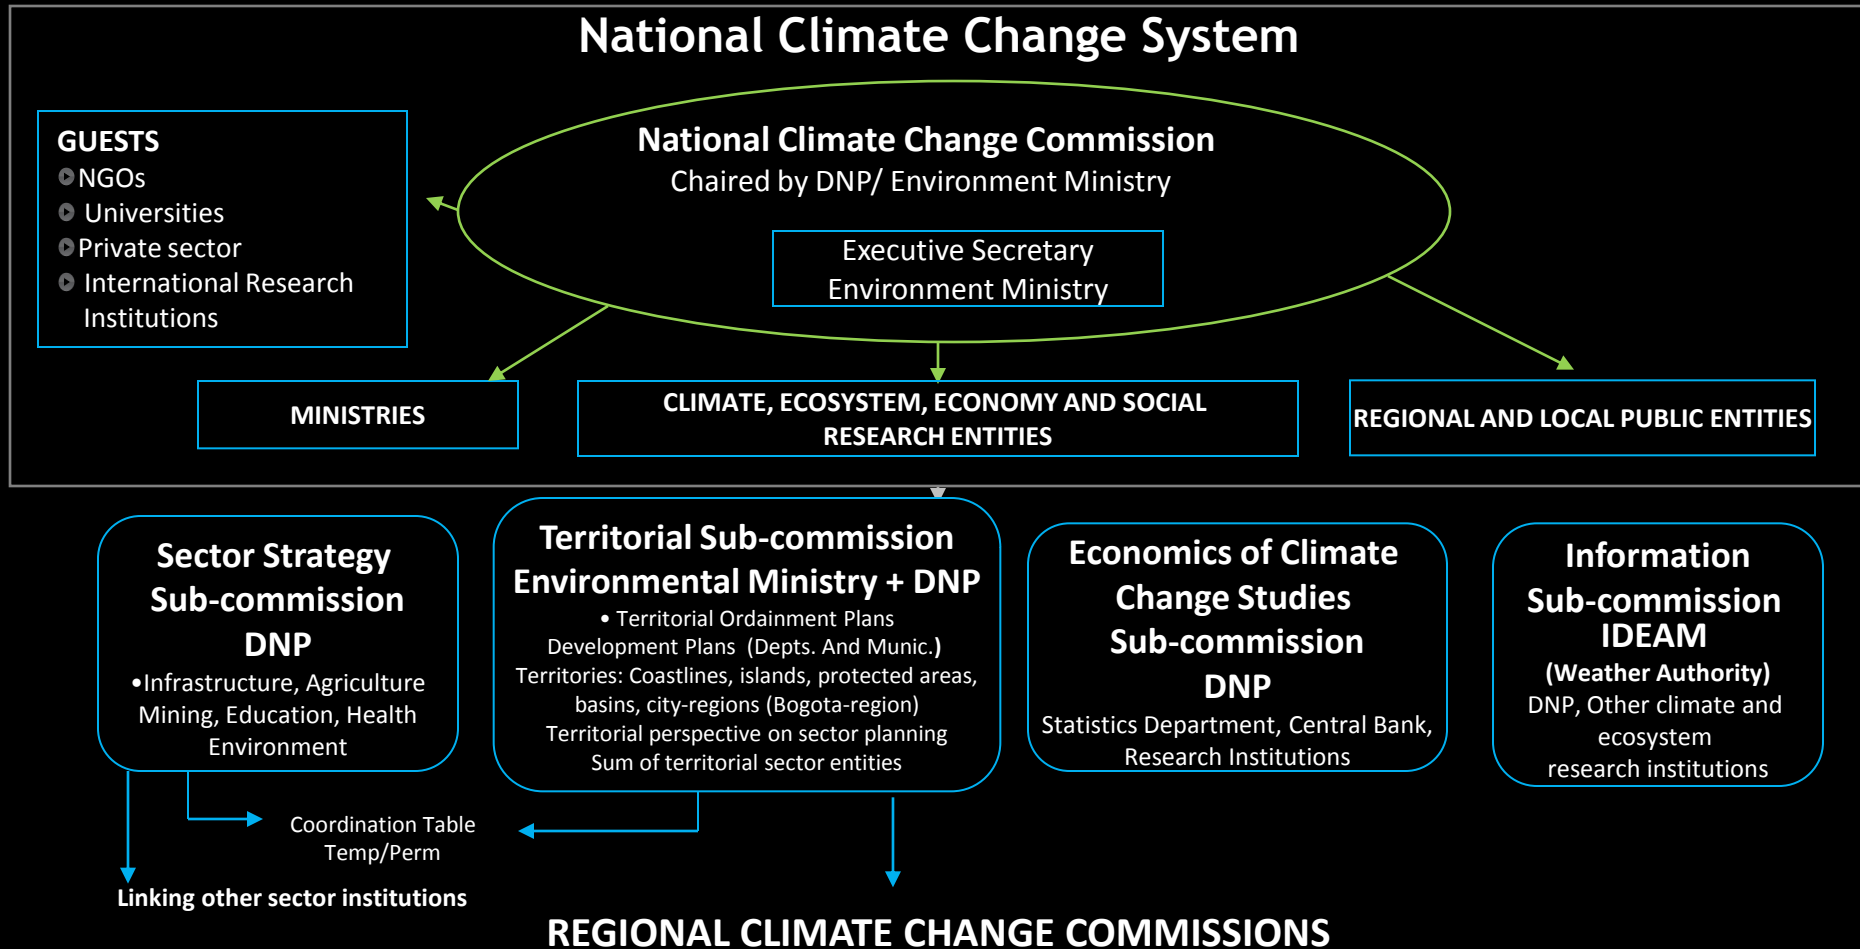 National Climate Change System
GUESTS
NGOs
Universities
Private sector
International Research
Institutions
National Climate Change Commission
Chaired by DNP/ Environment Ministry
Executive Secretary
Environment Ministry
MINISTRIES
CLIMATE, ECOSYSTEM, ECONOMY AND SOCIAL
RESEARCH ENTITIES
REGIONAL AND LOCAL PUBLIC ENTITIES
Sector Strategy
Sub-commission
DNP
•Infrastructure, Agriculture
Mining, Education, Health
Environment
Territorial Sub-commission
Environmental Ministry + DNP
• Territorial Ordainment Plans
Development Plans (Depts. And Munic.)
Territories: Coastlines, islands, protected areas,
basins, city-regions (Bogota-region)
Territorial perspective on sector planning
Sum of territorial sector entities
Economics of Climate
Change Studies
Sub-commission
DNP
Statistics Department, Central Bank,
Research Institutions
Information
Sub-commission
IDEAM
(Weather Authority)
DNP, Other climate and
ecosystem
research institutions
Coordination Table
Temp/Perm
Linking other sector institutions
REGIONAL CLIMATE CHANGE COMMISSIONS